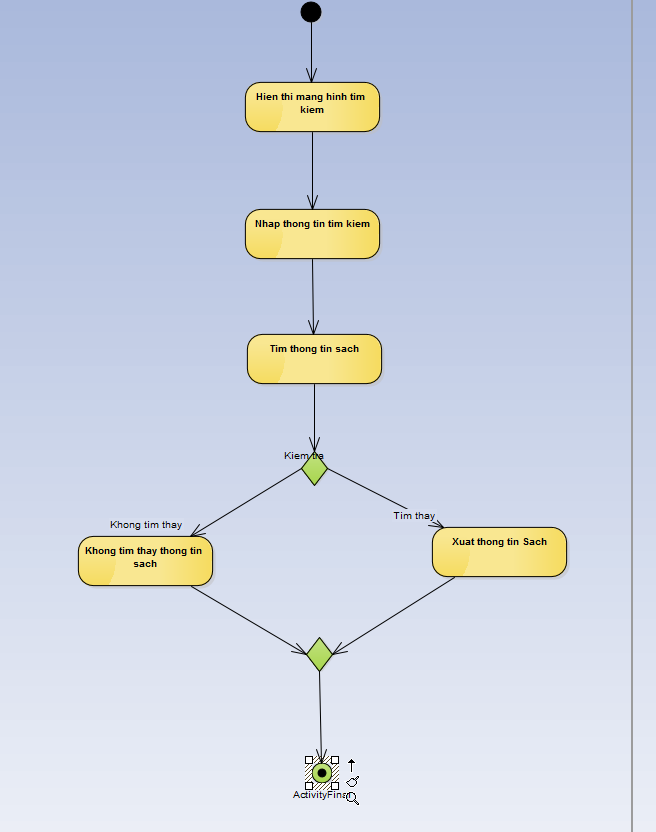 Hien thi mang hinh tim
kiem
Nhap thong tin tim kiem
Tim thong tin sach
Kiem tra
Khong tim thay
Tim thay
Khong tim thay thong tin
sach
Xuat thong tin Sach
ActivityFinal